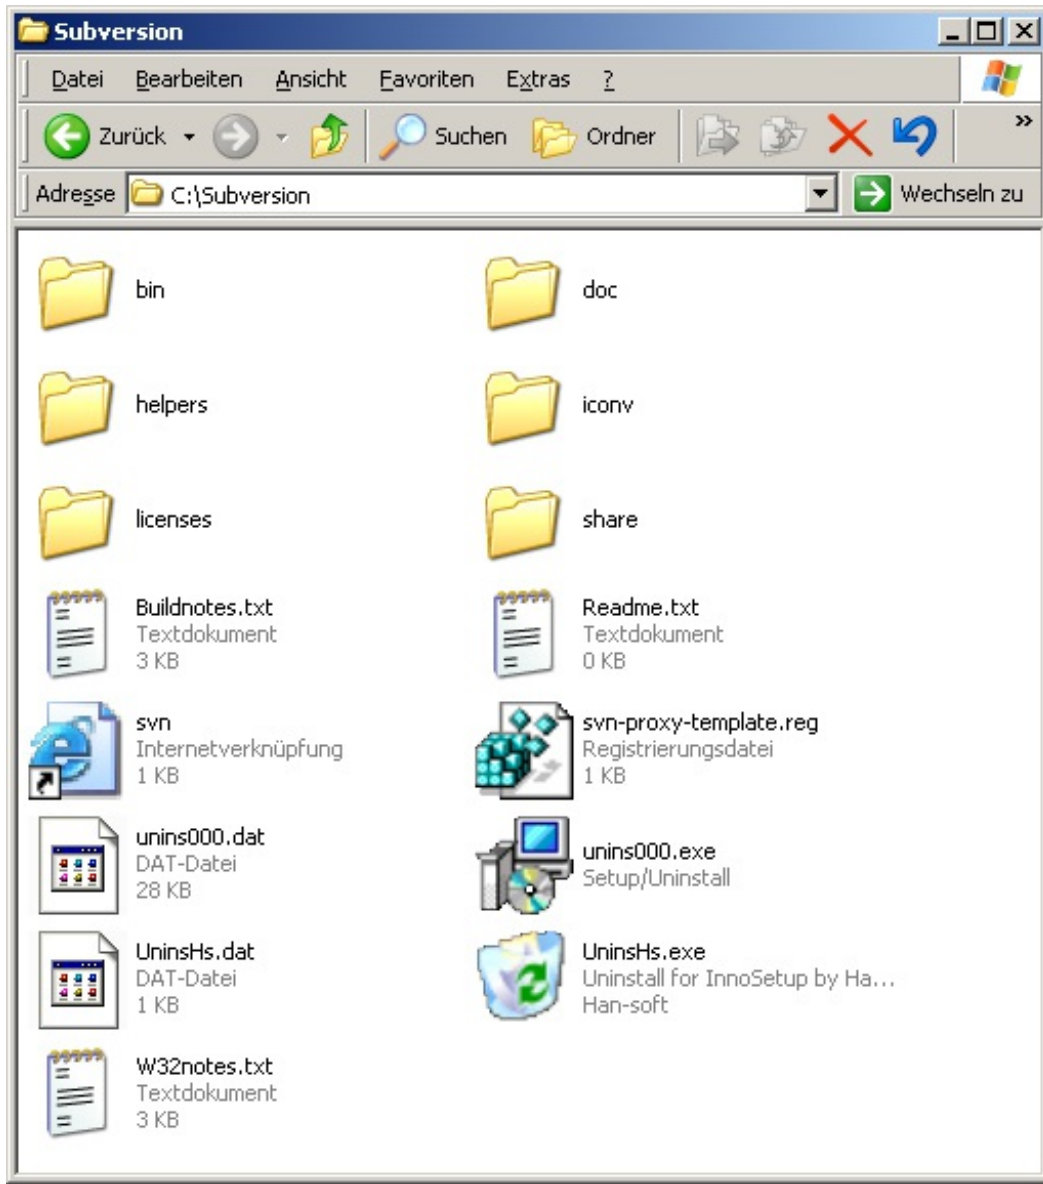 Subversion
Datei Bearbeiten Ansicht Favoriten Extras ?
Zurück Suchen Ordner »
Adresse C:\Subversion Wechseln zu
bin
doc
helpers
iconv
licenses
share
Buildnotes.txt
Textdokument
3 KB
Readme.txt
Textdokument
0 KB
svn
Internetverknüpfung
1 KB
svn-proxy-template.reg
Registrierungsdatei
1 KB
unins000.dat
DAT-Datei
28 KB
unins000.exe
Setup/Uninstall
UninsHs.dat
DAT-Datei
1 KB
UninsHs.exe
Uninstall for InnoSetup by Ha...
Han-soft
W32notes.txt
Textdokument
3 KB